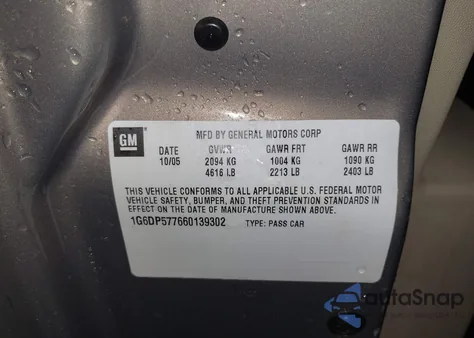 GM
MFD BY GENERAL MOTORS CORP
DATE GVWR GAWR FRT GAWR RR
10/05 2094 KG 1004 KG 1090 KG
4616 LB 2213 LB 2403 LB
THIS VEHICLE CONFORMS TO ALL APPLICABLE U.S. FEDERAL MOTOR
VEHICLE SAFETY, BUMPER, AND THEFT PREVENTION STANDARDS IN
EFFECT ON THE DATE OF MANUFACTURE SHOWN ABOVE.
1G6DP577660139302 TYPE: PASS CAR
autaSnap